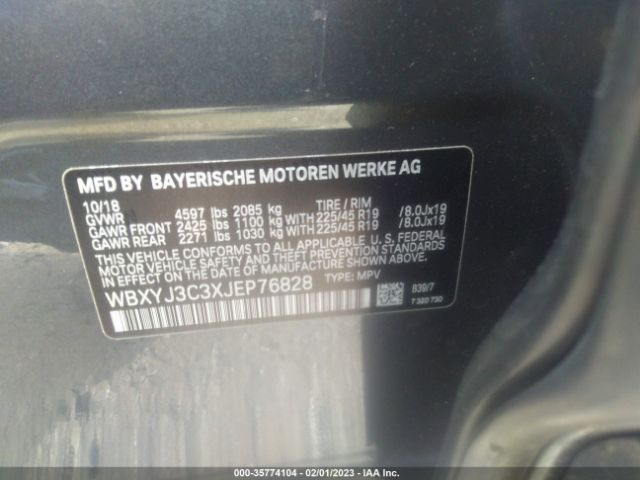 MFD BY BAYERISCHE MOTOREN WERKE AG
10/18 TIRE / RIM
GVWR 4597 lbs 2085 kg
GAWR FRONT 2425 lbs 1100 kg WITH 225/45 R19 /8.0Jx19
GAWR REAR 2271 lbs 1030 kg WITH 225/45 R19 /8.0Jx19
THIS VEHICLE CONFORMS TO ALL APPLICABLE U.S. FEDERAL
MOTOR VEHICLE SAFETY AND THEFT PREVENTION STANDARDS
IN EFFECT ON THE DATE OF MANUFACTURE SHOWN ABOVE.
WBXYJ3C3XJEP76828 TYPE: MPV
839/7
7 320 730
000-35774104 - 02/01/2023 - IAA Inc.